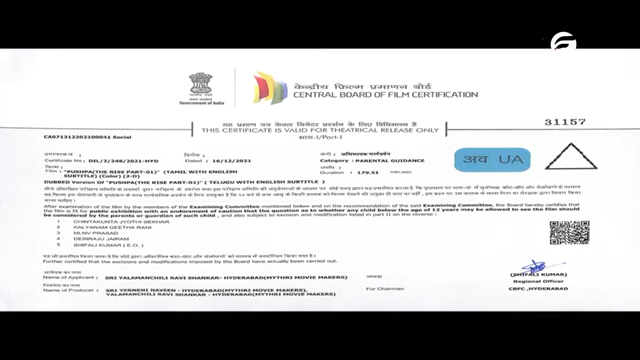 G
केन्द्रीय फिल्म प्रमाणन बोर्ड
CENTRAL BOARD OF FILM CERTIFICATION
Government of India
यह प्रमाण पत्र केवल थियेटर प्रदर्शन के लिए विधिमान्य है
THIS CERTIFICATE IS VALID FOR THEATRICAL RELEASE ONLY
भाग-I/Part-I
31157
CA071212202100041 Social
Certificate No. DIL/2/248/2021-HYD
दिनांक
Dated : 16/12/2021
श्रेणी
Category : PARENTAL GUIDANCE
अव UA
Film : "PUSHPA(THE RISE PART-01)" (TAMIL WITH ENGLISH SUBTITLE) (Color) (2-D)
Duration : 179.51
DUBBED Version Of "PUSHPA(THE RISE PART-01)" ( TELUGU WITH ENGLISH SUBTITLE )
After examination of the film by the members of the Examining Committee mentioned below and on the recommendation of the said Examining Committee, the Board hereby certifies that
the film is fit for public exhibition with an endorsement of caution that the question as to whether any child below the age of 12 years may be allowed to see the film should
be considered by the parents or guardian of such child , and also subject to excision and modification listed in part II on the reverse :
1 CHINTAKUNTA JYOTHI SEKHAR
2 KALYANAM GEETHA RANI
3 MLNV PRASAD
4 DESIRAJU JAIRAM
5 SHIFALI KUMAR (E.O.)
Further certified that the excisions and modifications imposed by the Board have actually been carried out.
आवेदक का नाम
Name of Applicant : SRI YALAMANCHILI RAVI SHANKAR- HYDERABAD(MYTHRI MOVIE MAKERS)
अध्यक्ष
Name of Producer : SRI YERNENI NAVEEN - HYDERABAD(MYTHRI MOVIE MAKERS),
YALAMANCHILI RAVI SHANKAR - HYDERABAD(MYTHRI MOVIE MAKERS)
For Chairman
(SHIFALI KUMAR)
Regional Officer
CBFC ,HYDERABAD